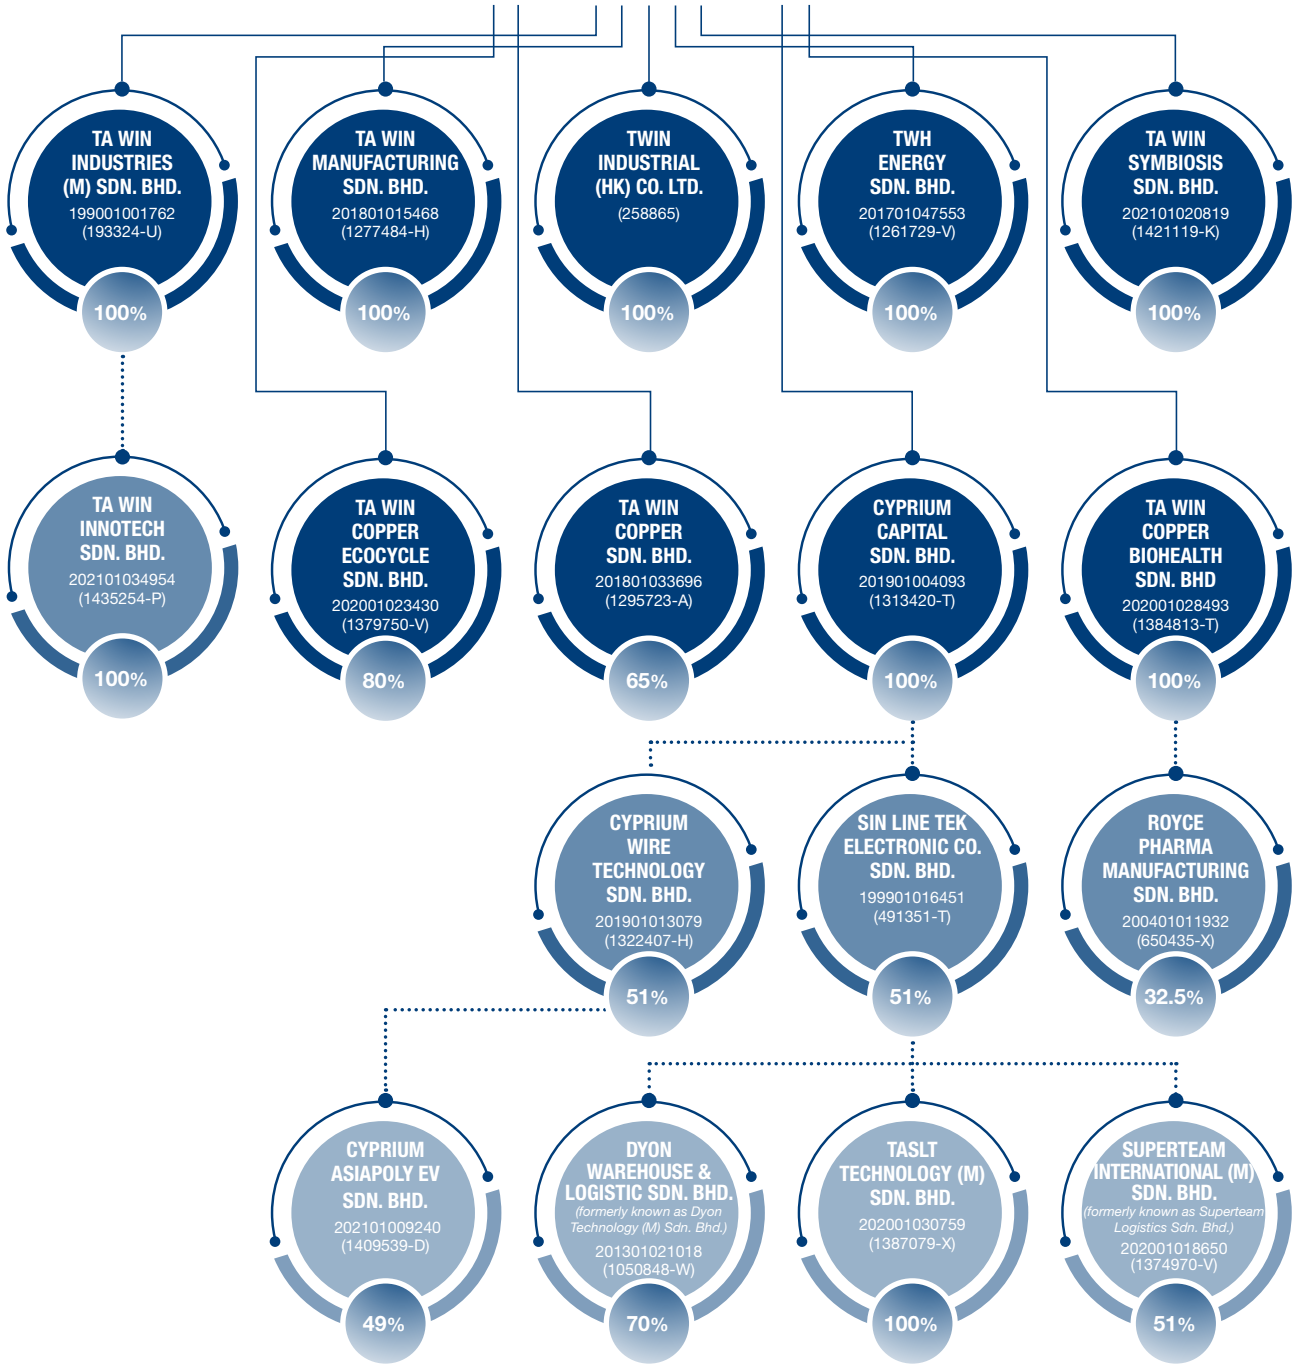 TA WIN
INDUSTRIES
(M) SDN. BHD.
199001001762
(193324-U)
100%
TA WIN
MANUFACTURING
SDN. BHD.
201801015468
(1277484-H)
100%
TWIN
INDUSTRIAL
(HK) CO. LTD.
(258865)
100%
TWH
ENERGY
SDN. BHD.
201701047553
(1261729-V)
100%
TA WIN
SYMBIOSIS
SDN. BHD.
202101020819
(1421119-K)
100%
TA WIN
INNOTECH
SDN. BHD.
202101034954
(1435254-P)
100%
TA WIN
COPPER
ECOCYCLE
SDN. BHD.
202001023430
(1379750-V)
80%
TA WIN
COPPER
SDN. BHD.
201801033696
(1295723-A)
65%
CYPRIUM
CAPITAL
SDN. BHD.
201901004093
(1313420-T)
100%
TA WIN
COPPER
BIOHEALTH
SDN. BHD
202001028493
(1384813-T)
100%
CYPRIUM
WIRE
TECHNOLOGY
SDN. BHD.
201901013079
(1322407-H)
51%
SIN LINE TEK
ELECTRONIC CO.
SDN. BHD.
199901016451
(491351-T)
51%
ROYCE
PHARMA
MANUFACTURING
SDN. BHD.
200401011932
(650435-X)
32.5%
CYPRIUM
ASIAPOLY EV
SDN. BHD.
202101009240
(1409539-D)
49%
DYON
WAREHOUSE &
LOGISTIC SDN. BHD.
(formerly known as Dyon
Technology (M) Sdn. Bhd.)
201301021018
(1050848-W)
70%
TASLT
TECHNOLOGY (M)
SDN. BHD.
202001030759
(1387079-X)
100%
SUPERTEAM
INTERNATIONAL (M)
SDN. BHD.
(formerly known as Superteam
Logistics Sdn. Bhd.)
202001018650
(1374970-V)
51%